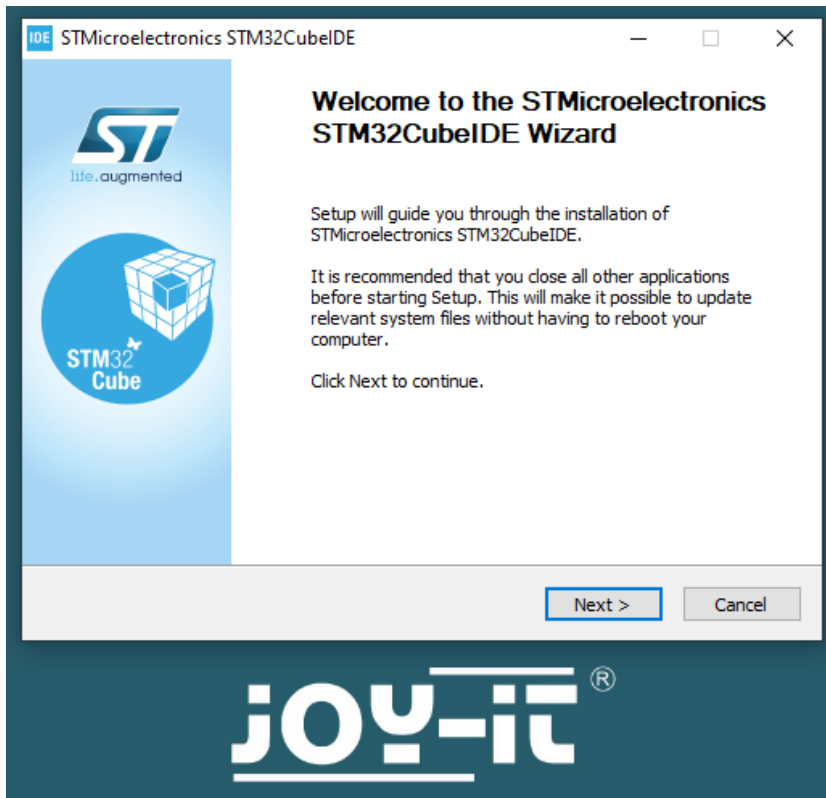 IDE STMicroelectronics STM32CubeIDE
ST
life.augmented
STM32
Cube
Welcome to the STMicroelectronics
STM32CubeIDE Wizard
Setup will guide you through the installation of
STMicroelectronics STM32CubeIDE.
It is recommended that you close all other applications
before starting Setup. This will make it possible to update
relevant system files without having to reboot your
computer.
Click Next to continue.
Next > Cancel
JOY-iT ®